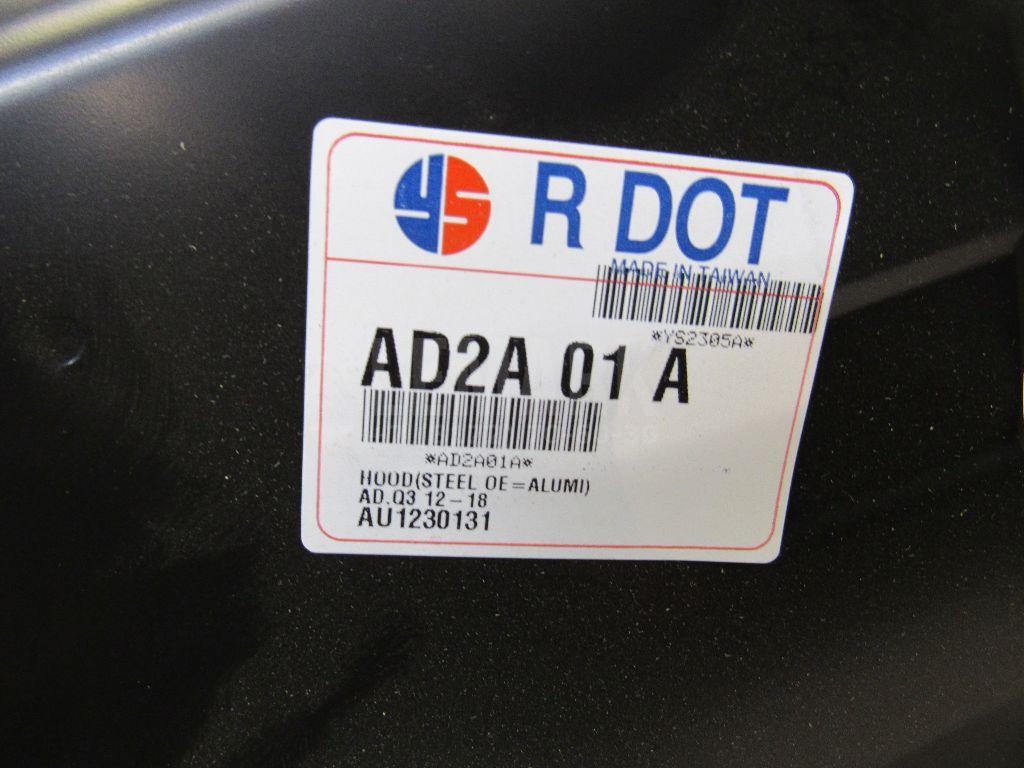 YS R DOT
MADE IN TAIWAN
*YS2305A*
AD2A 01 A
*AD2A01A*
HOOD(STEEL OE=ALUMI)
AD.Q3 12-18
AU1230131